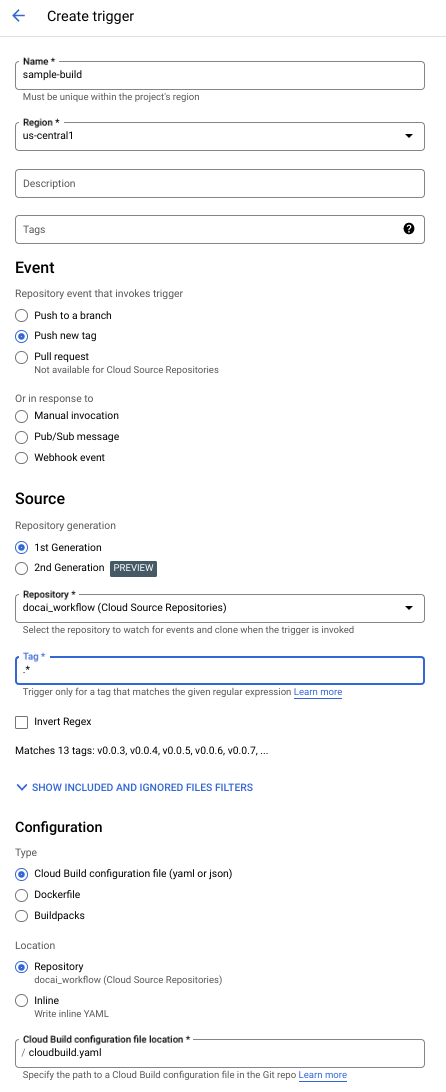 Create trigger
Name *
sample-build
Must be unique within the project's region
Region *
us-central1
Description
Tags
Event
Repository event that invokes trigger
Push to a branch
Push new tag
Pull request
Not available for Cloud Source Repositories
Or in response to
Manual invocation
Pub/Sub message
Webhook event
Source
Repository generation
1st Generation
2nd Generation PREVIEW
Repository *
docai_workflow (Cloud Source Repositories)
Select the repository to watch for events and clone when the trigger is invoked
Tag *
.*
Trigger only for a tag that matches the given regular expression Learn more
Invert Regex
Matches 13 tags: v0.0.3, v0.0.4, v0.0.5, v0.0.6, v0.0.7, ...
SHOW INCLUDED AND IGNORED FILES FILTERS
Configuration
Type
Cloud Build configuration file (yaml or json)
Dockerfile
Buildpacks
Location
Repository
docai_workflow (Cloud Source Repositories)
Inline
Write inline YAML
Cloud Build configuration file location *
/ cloudbuild.yaml
Specify the path to a Cloud Build configuration file in the Git repo Learn more